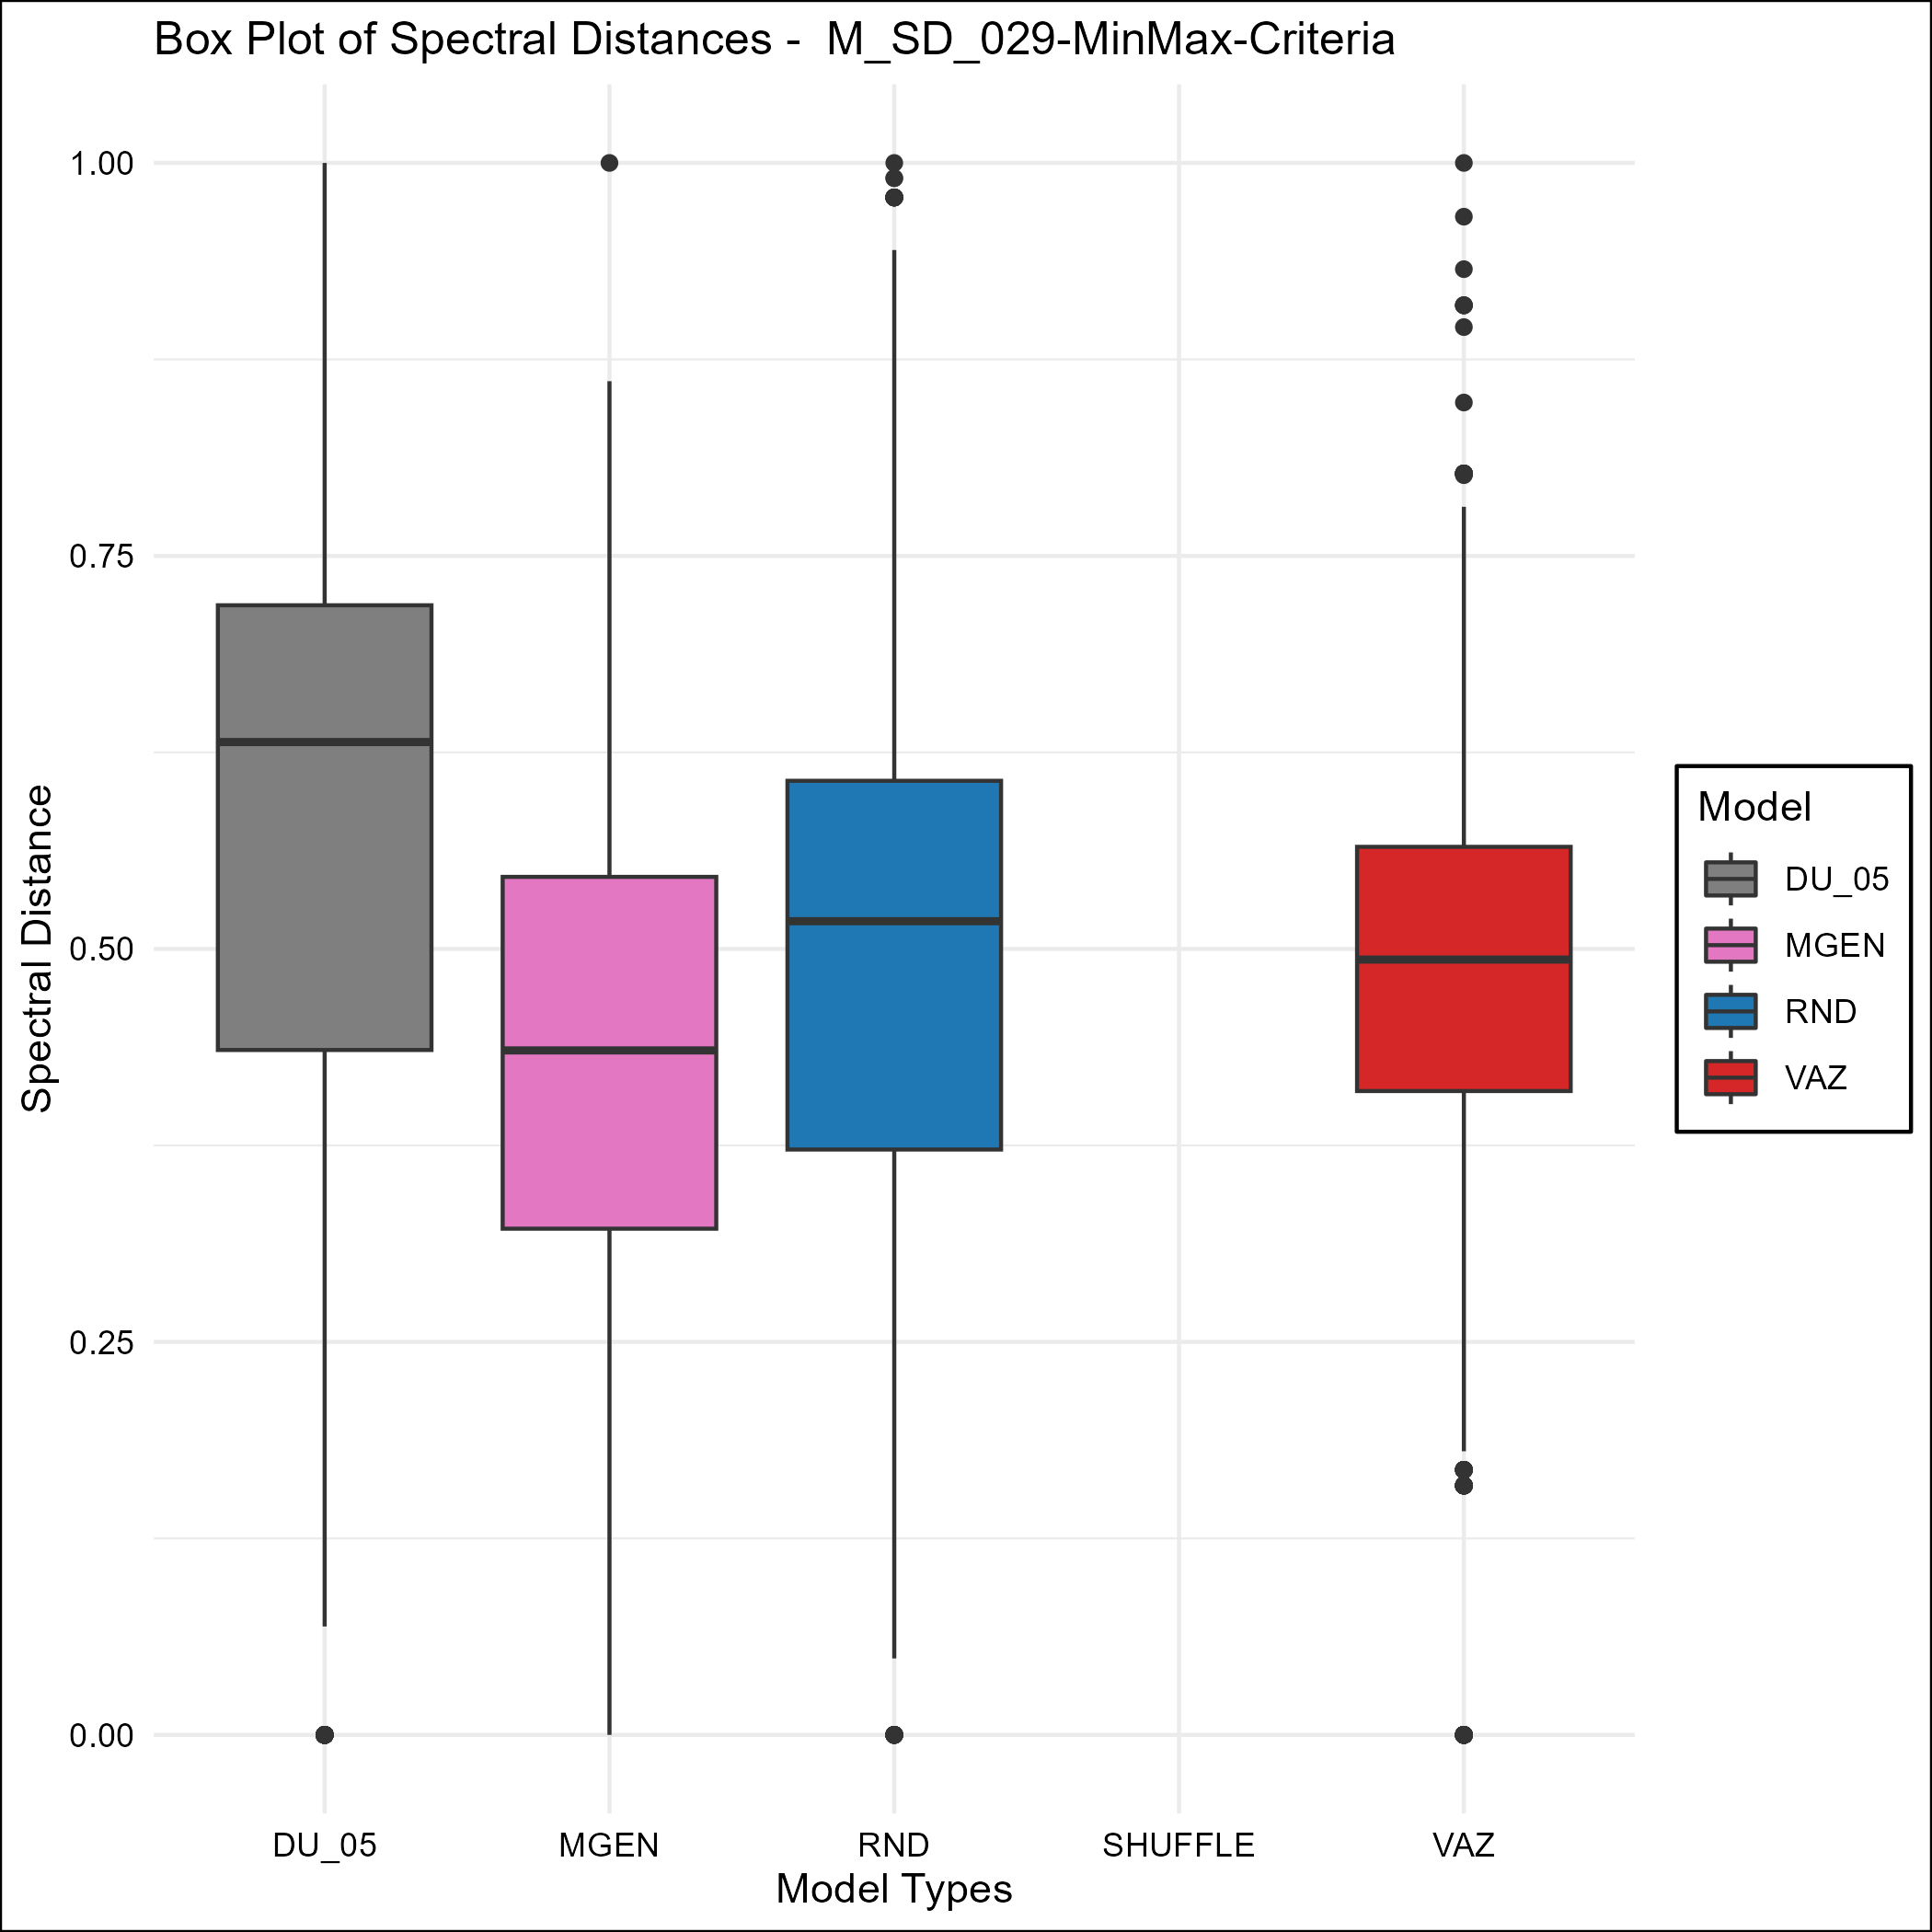 Box Plot of Spectral Distances -  M_SD_029-MinMax-Criteria
1.00
0.75
0.50
0.25
0.00
Spectral Distance
DU_05
MGEN
RND
SHUFFLE
VAZ
Model Types
Model
DU_05
MGEN
RND
VAZ